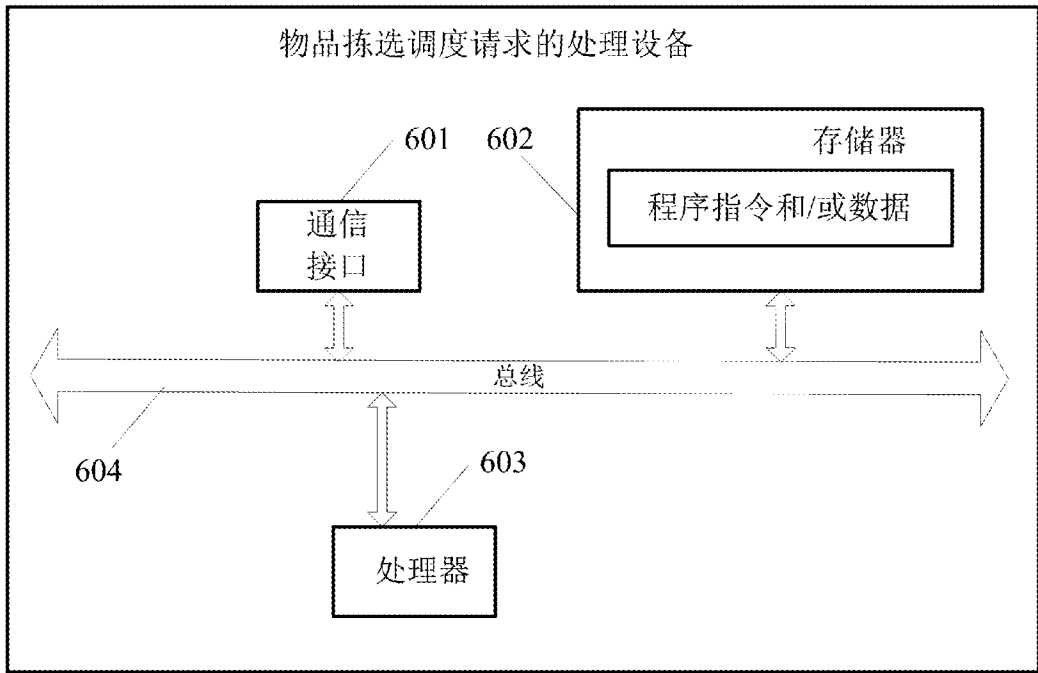 物品拣选调度请求的处理设备
601
602
存储器
程序指令和/或数据
通信
接口
总线
604
603
处理器